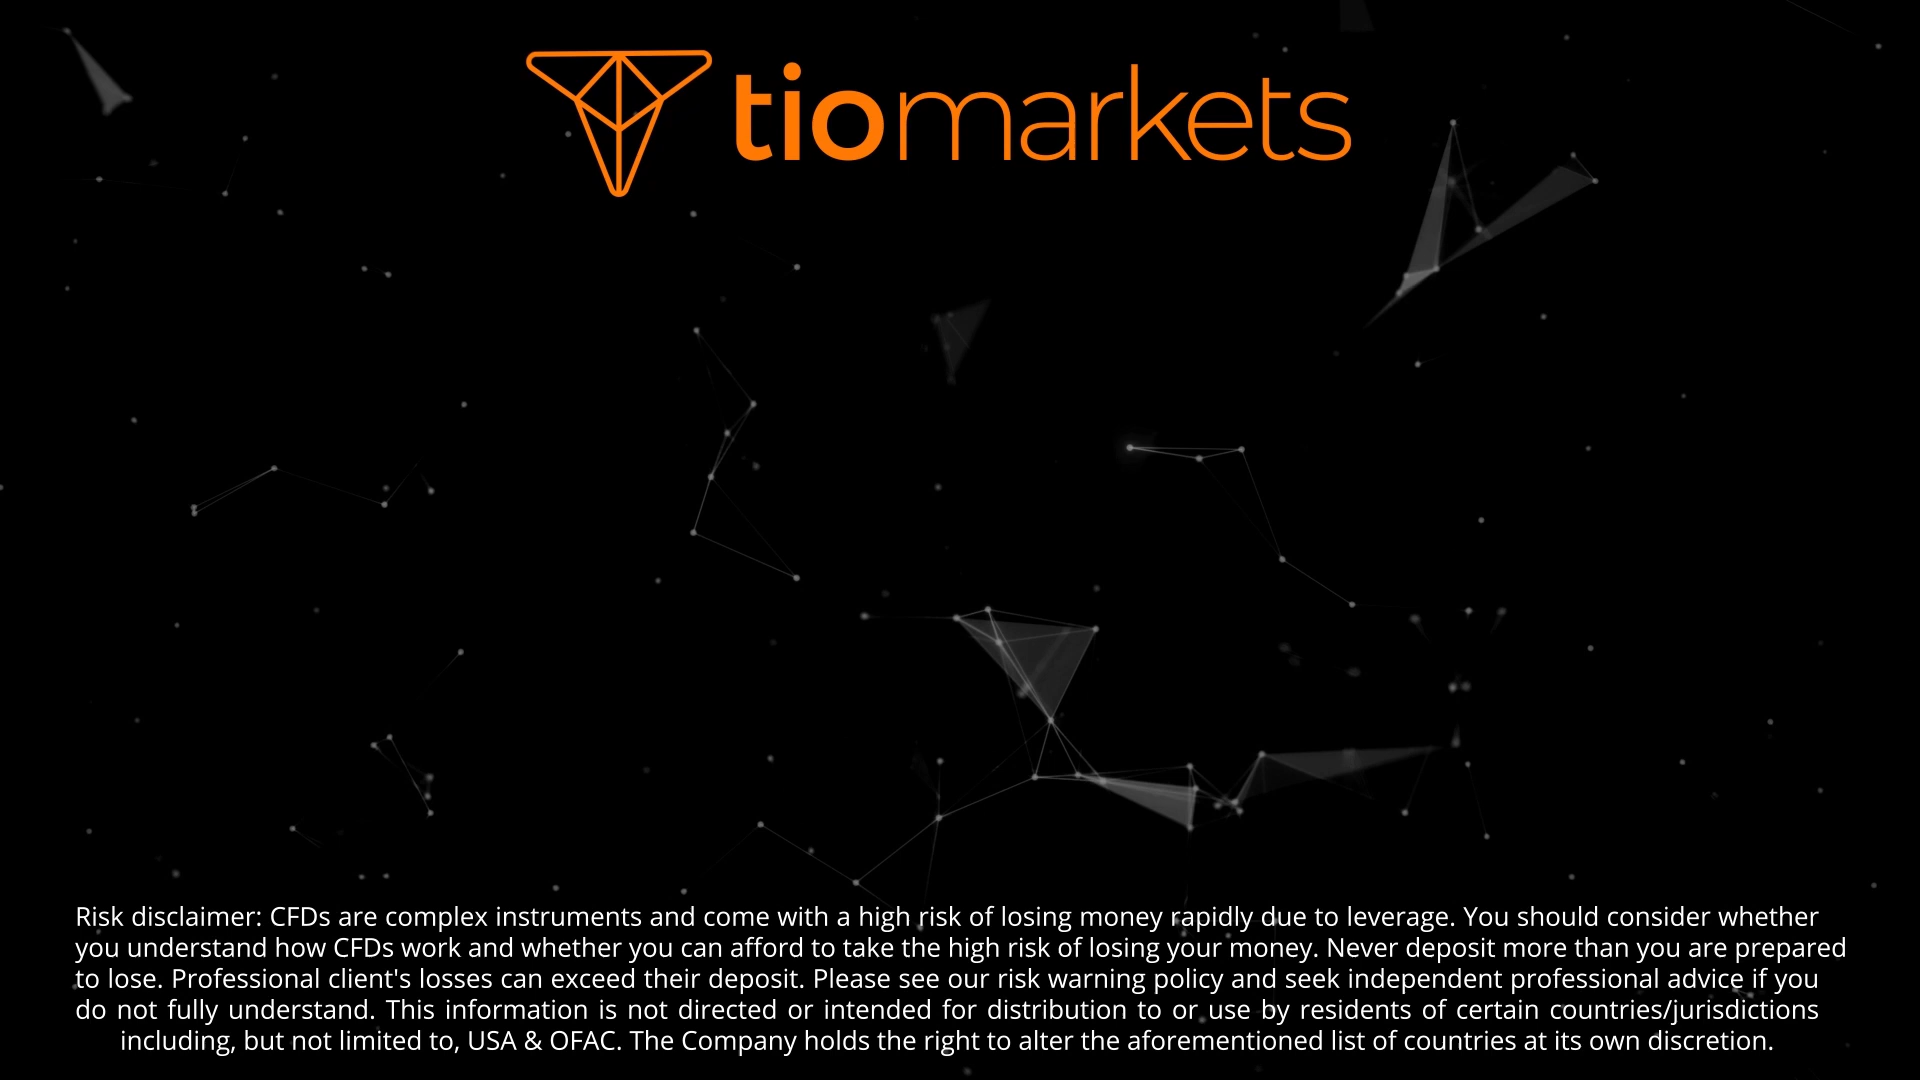 tiomarkets
Risk disclaimer: CFDs are complex instruments and come with a high risk of losing money rapidly due to leverage. You should consider whether
you understand how CFDs work and whether you can afford to take the high risk of losing your money. Never deposit more than you are prepared
to lose. Professional client's losses can exceed their deposit. Please see our risk warning policy and seek independent professional advice if you
do not fully understand. This information is not directed or intended for distribution to or use by residents of certain countries/jurisdictions
including, but not limited to, USA & OFAC. The Company holds the right to alter the aforementioned list of countries at its own discretion.